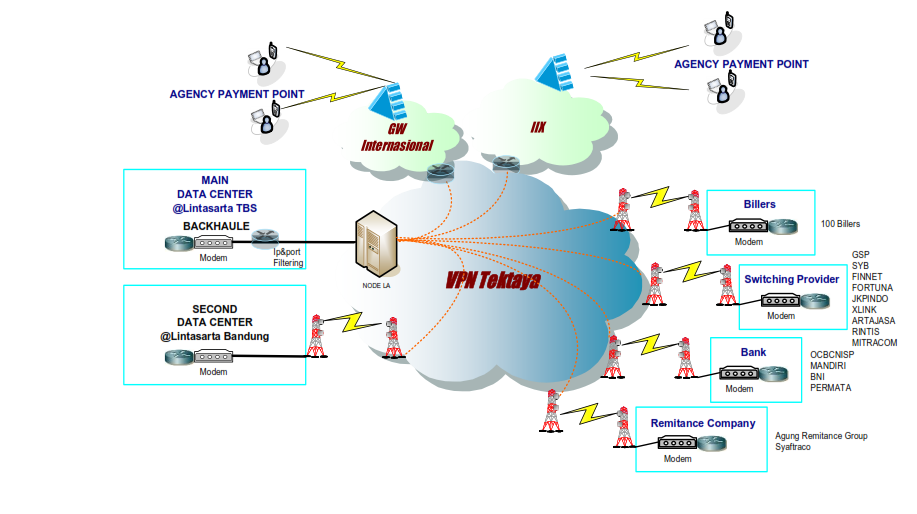 AGENCY PAYMENT POINT
AGENCY PAYMENT POINT
GW
Internasional
IIX
MAIN
DATA CENTER
@Lintasarta TBS
BACKHAULE
Modem
Ip&port
Filtering
NODE LA
VPN Tektaya
SECOND
DATA CENTER
@Lintasarta Bandung
Modem
Billers
Modem
100 Billers
Switching Provider
Modem
GSP
SYB
FINNET
FORTUNA
JKPINDO
XLINK
ARTAJASA
RINTIS
MITRACOM
Bank
Modem
OCBCNISP
MANDIRI
BNI
PERMATA
Remitance Company
Modem
Agung Remitance Group
Syaftraco